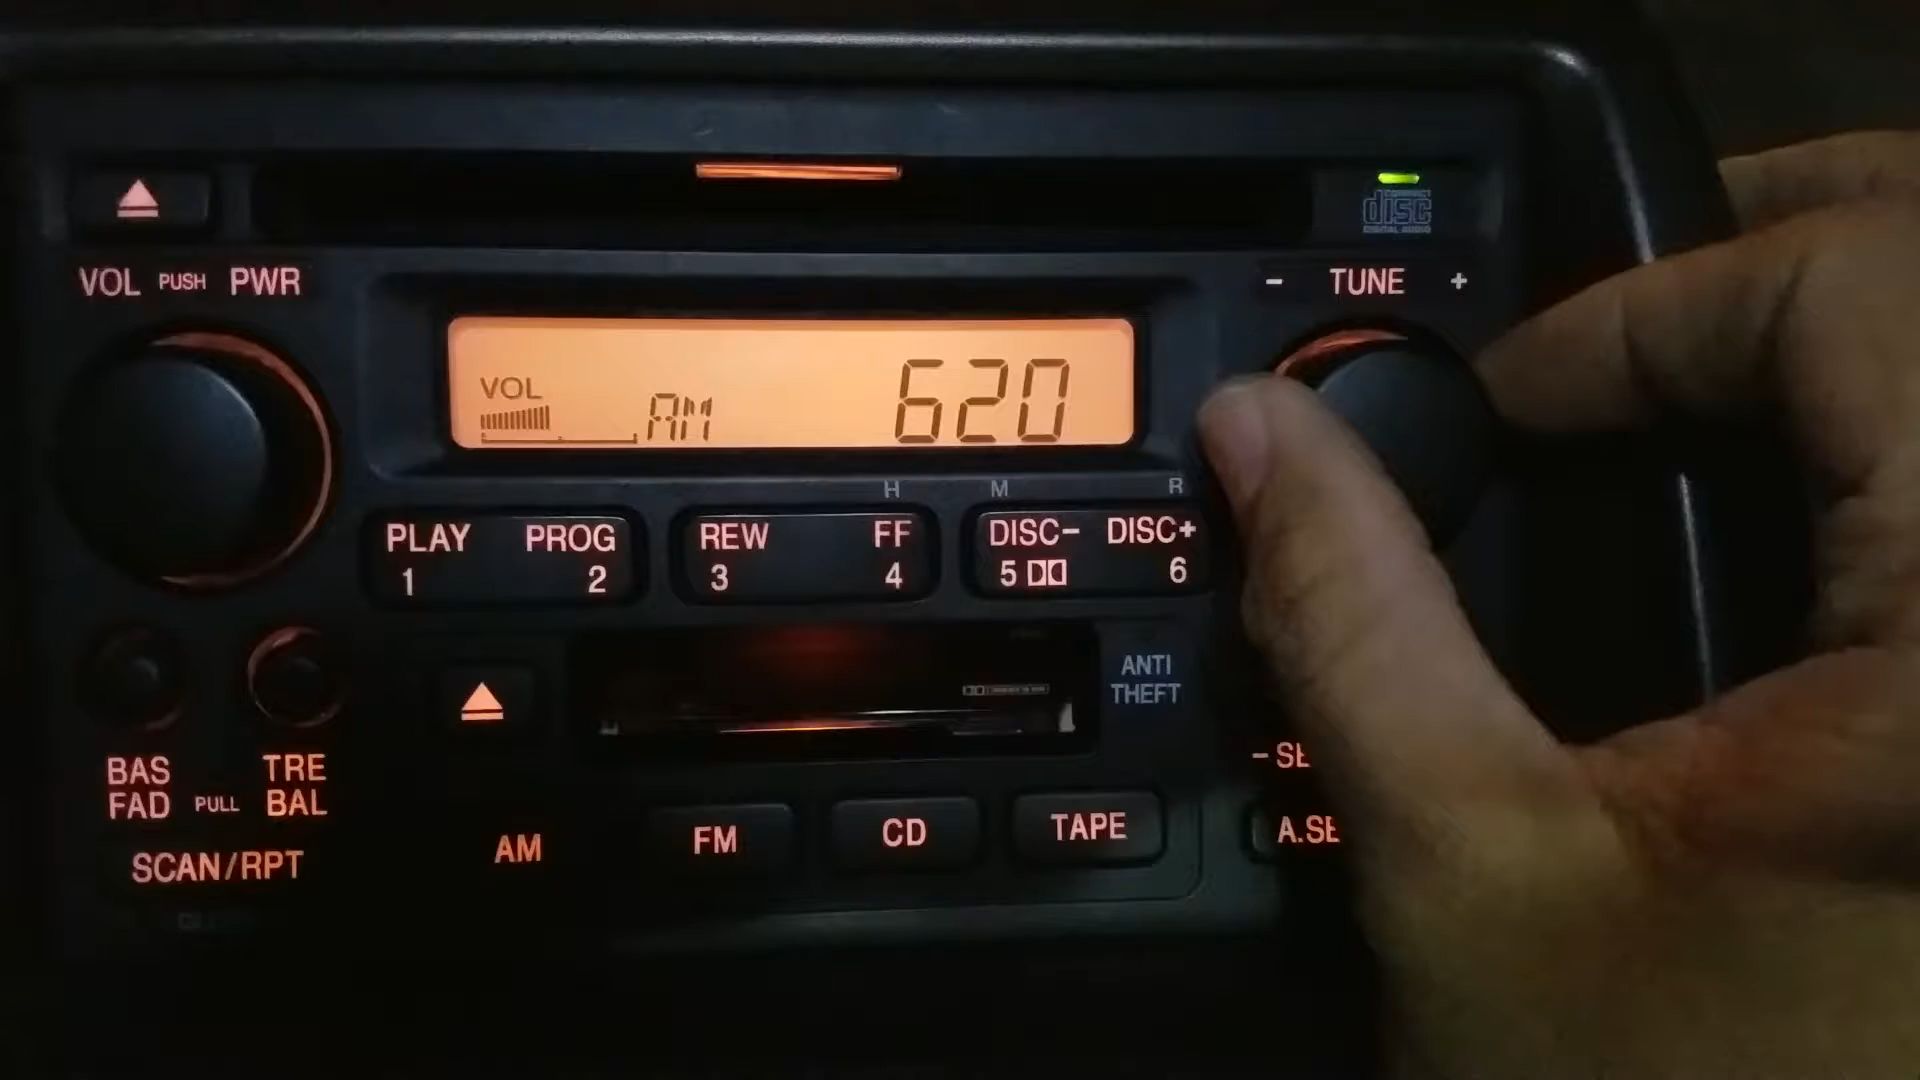 COMPACT
disc
DIGITAL AUDIO
VOL PUSH PWR
- TUNE +
VOL
AM
620
H M R
PLAY PROG REW FF DISC- DISC+
1 2 3 4 5 6
ANTI
THEFT
- SE
BAS TRE
FAD PULL BAL
AM FM CD TAPE A.SE
SCAN/RPT